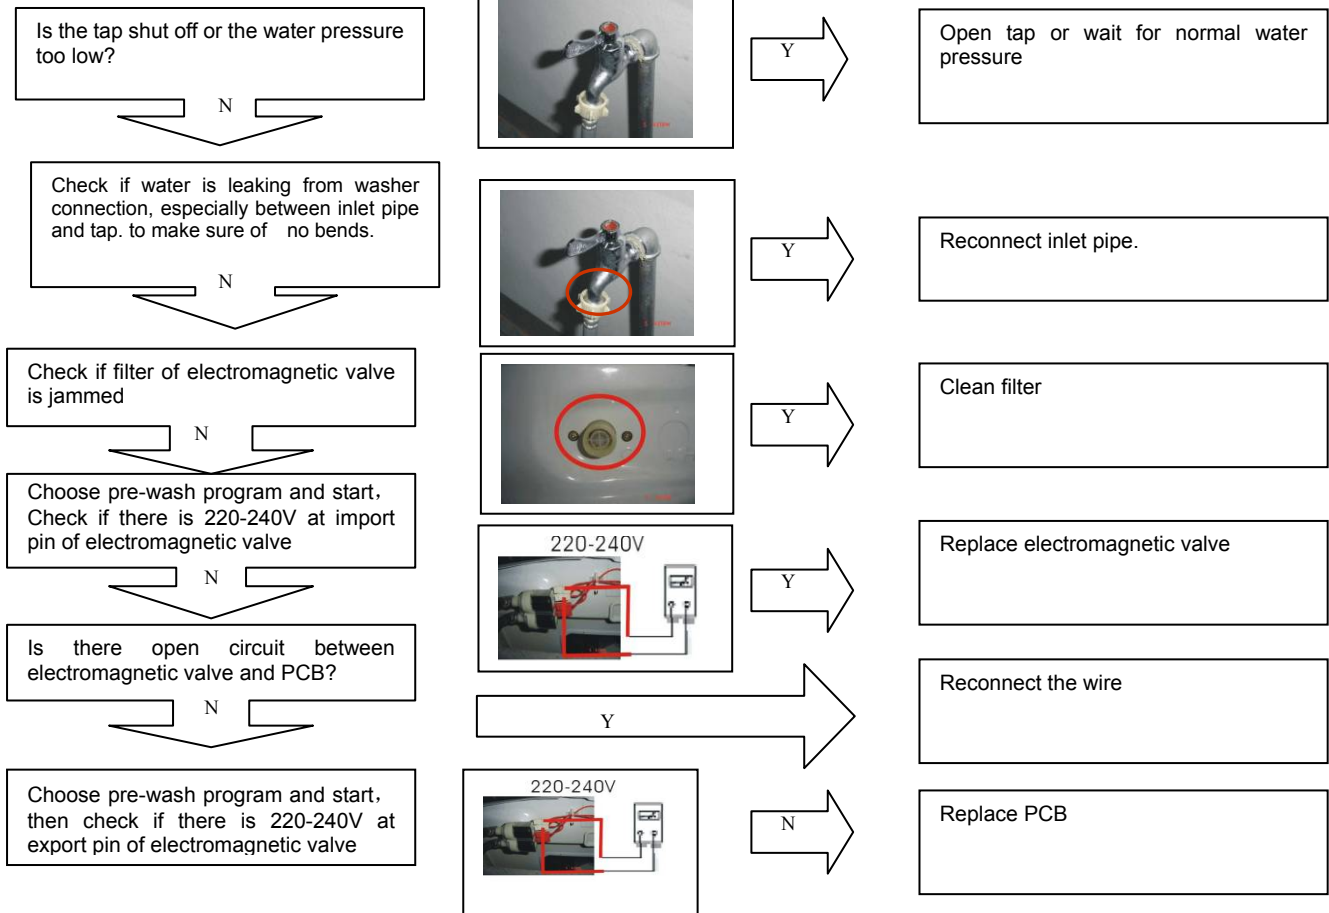 Is the tap shut off or the water pressure
too low?
N
Y
Open tap or wait for normal water
pressure
Check if water is leaking from washer
connection, especially between inlet pipe
and tap. to make sure of no bends.
N
Y
Reconnect inlet pipe.
Check if filter of electromagnetic valve
is jammed
N
Y
Clean filter
Choose pre-wash program and start，
Check if there is 220-240V at import
pin of electromagnetic valve
N
220-240V
Y
Replace electromagnetic valve
Is there open circuit between
electromagnetic valve and PCB?
N
Y
Reconnect the wire
Choose pre-wash program and start，
then check if there is 220-240V at
export pin of electromagnetic valve
220-240V
N
Replace PCB